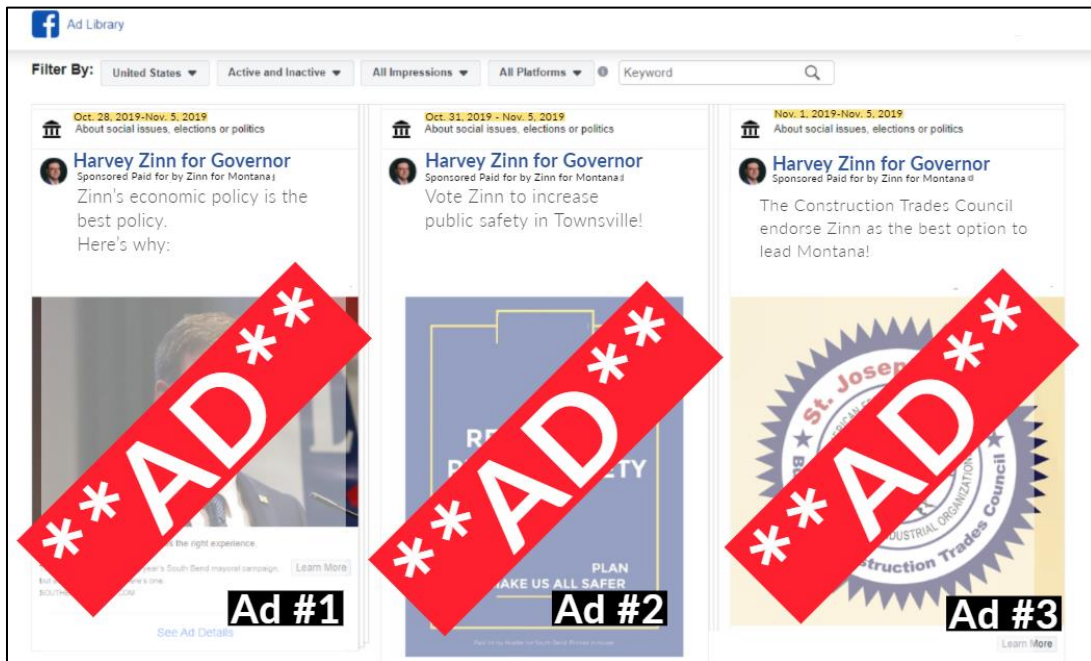 Ad Library
Filter By: United States Active and Inactive All Impressions All Platforms Keyword
Oct. 28, 2019-Nov. 5, 2019
About social issues, elections or politics
Harvey Zinn for Governor
Sponsored Paid for by Zinn for Montana
Zinn's economic policy is the
best policy.
Here's why:
**AD**
s the right experience.
year's South Bend mayoral campaign,
Learn More
Ad #1
See Ad Details
Oct. 31, 2019 - Nov. 5, 2019
About social issues, elections or politics
Harvey Zinn for Governor
Sponsored Paid for by Zinn for Montana
Vote Zinn to increase
public safety in Townsville!
**AD**
PLAN
AKE US ALL SAFER
Ad #2
Nov. 1, 2019-Nov. 5, 2019
About social issues, elections or politics
Harvey Zinn for Governor
Sponsored Paid for by Zinn for Montana
The Construction Trades Council
endorse Zinn as the best option to
lead Montana!
St. Josep
struction Trades Council
INDUSTRIAL ORGANIZATION
**AD**
Ad #3
Learn More